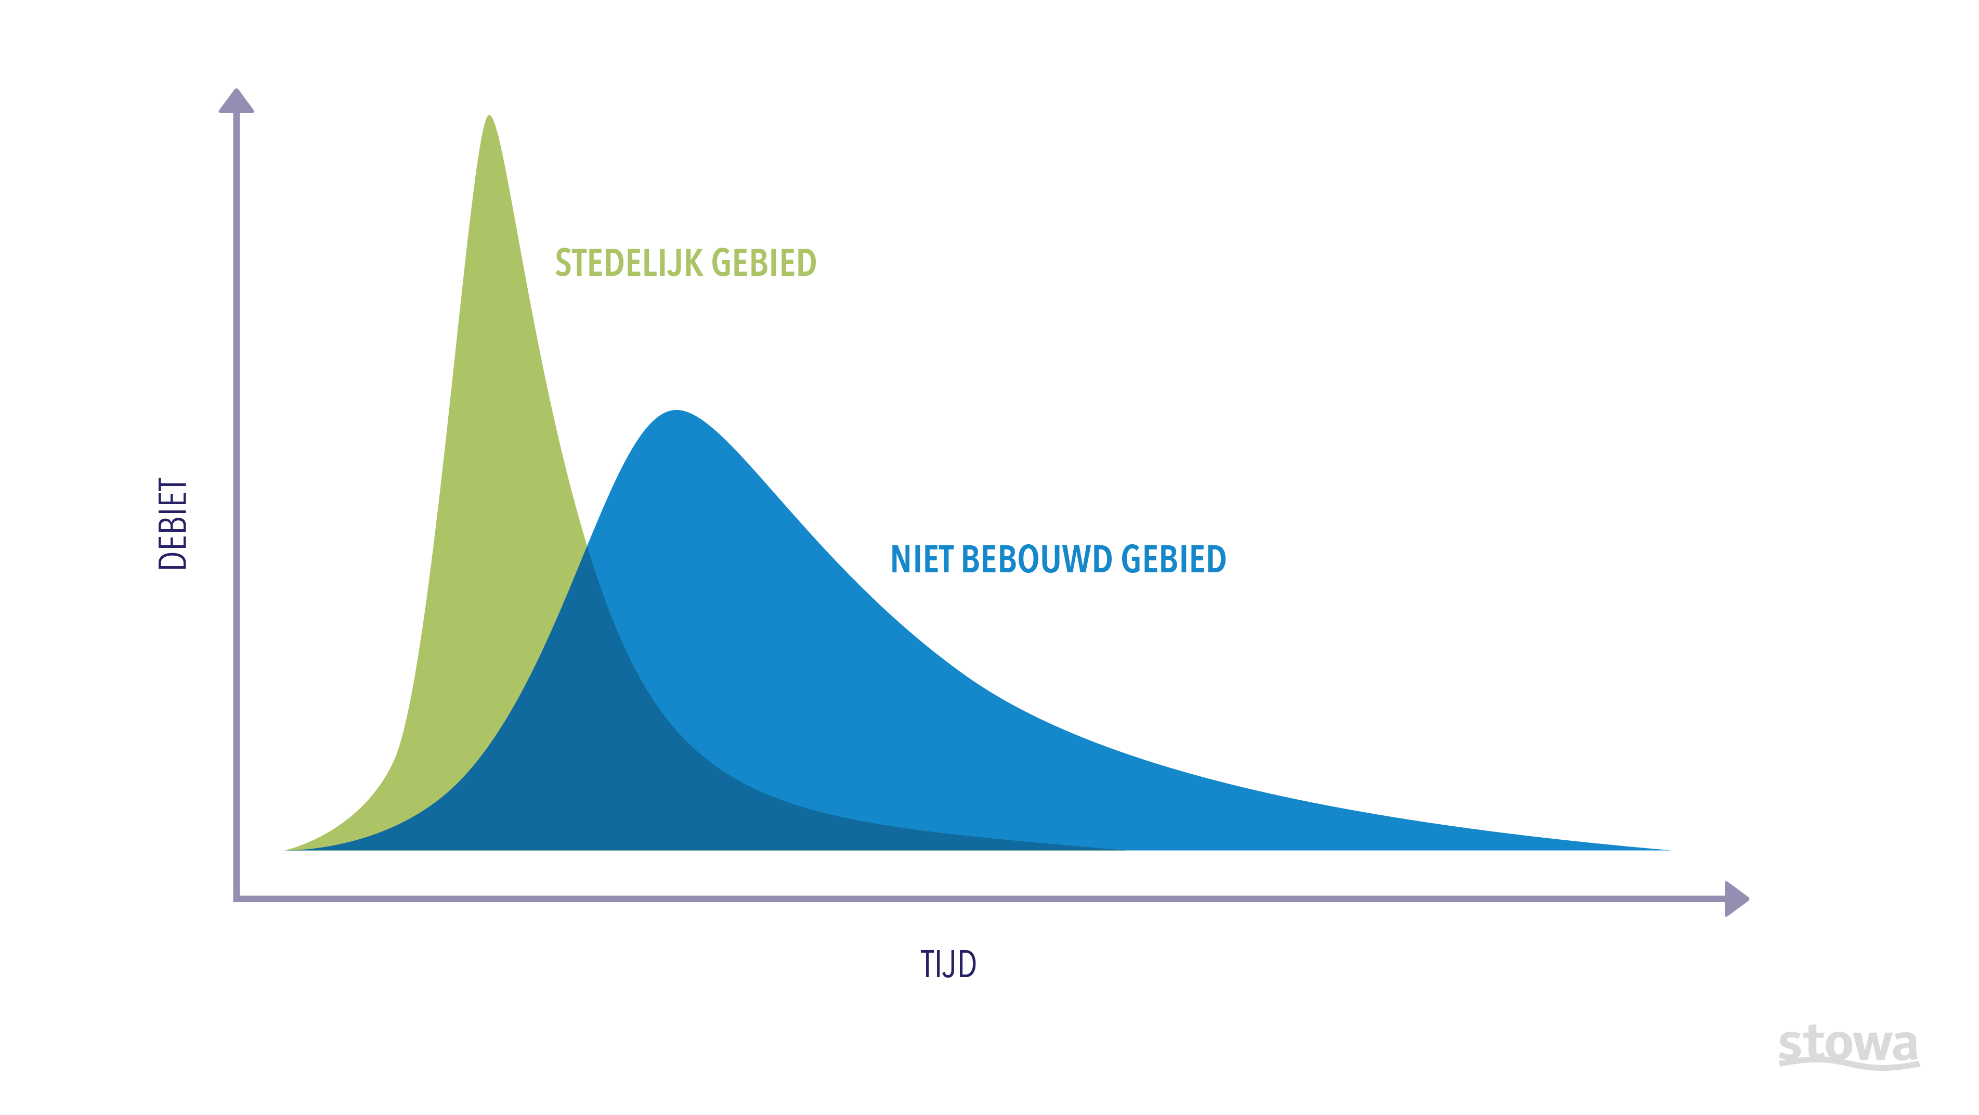 STEDELIJK GEBIED
NIET BEBOUWD GEBIED
DEBIET
TIJD
stowa